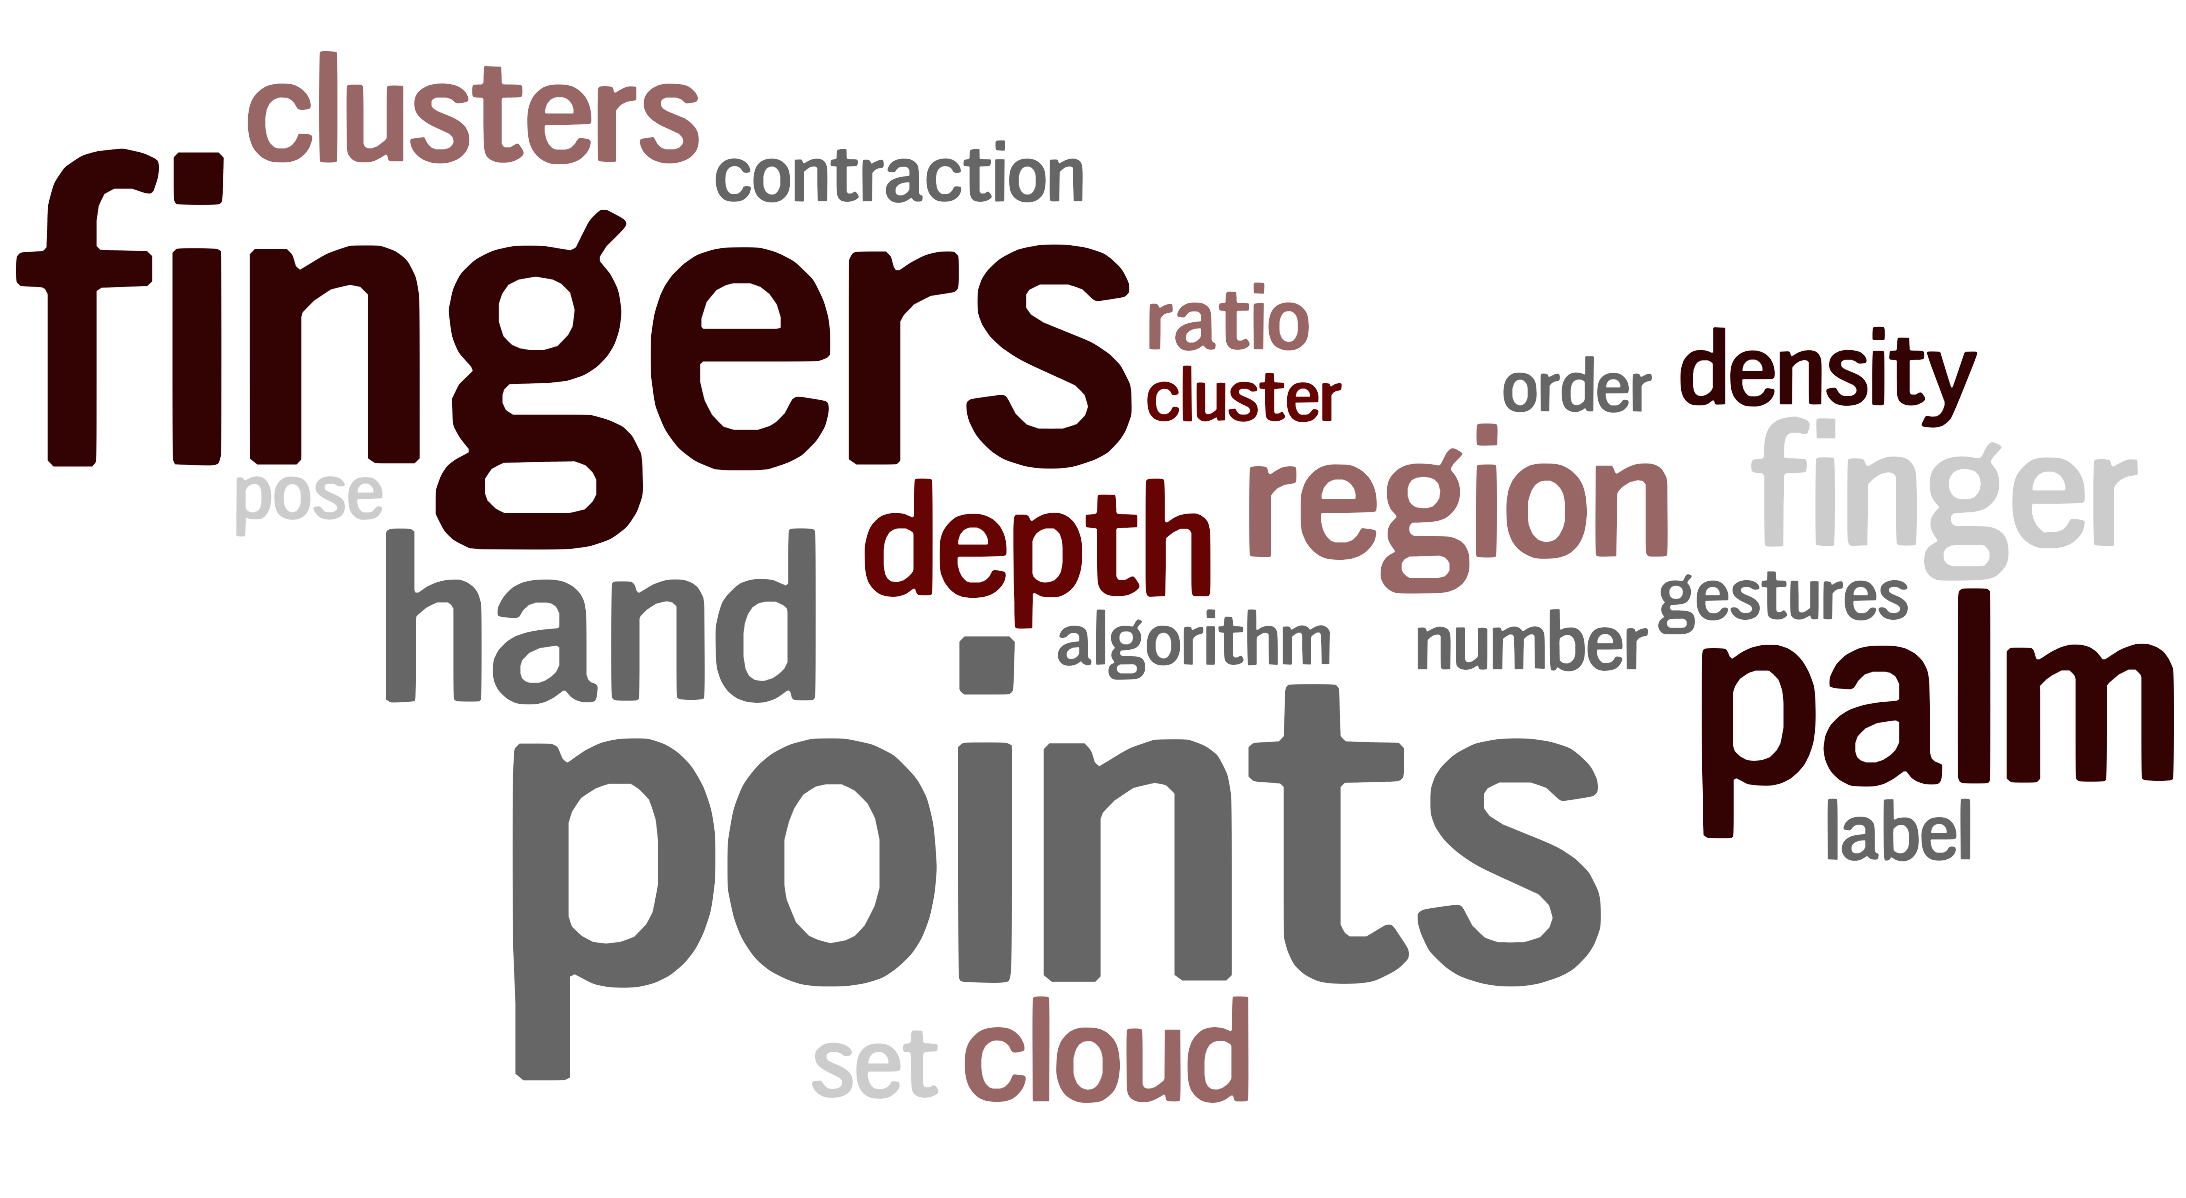 clusters
contraction
fingers
ratio
cluster
order
density
pose
depth
region
finger
hand
algorithm
number
gestures
palm
points
label
set
cloud